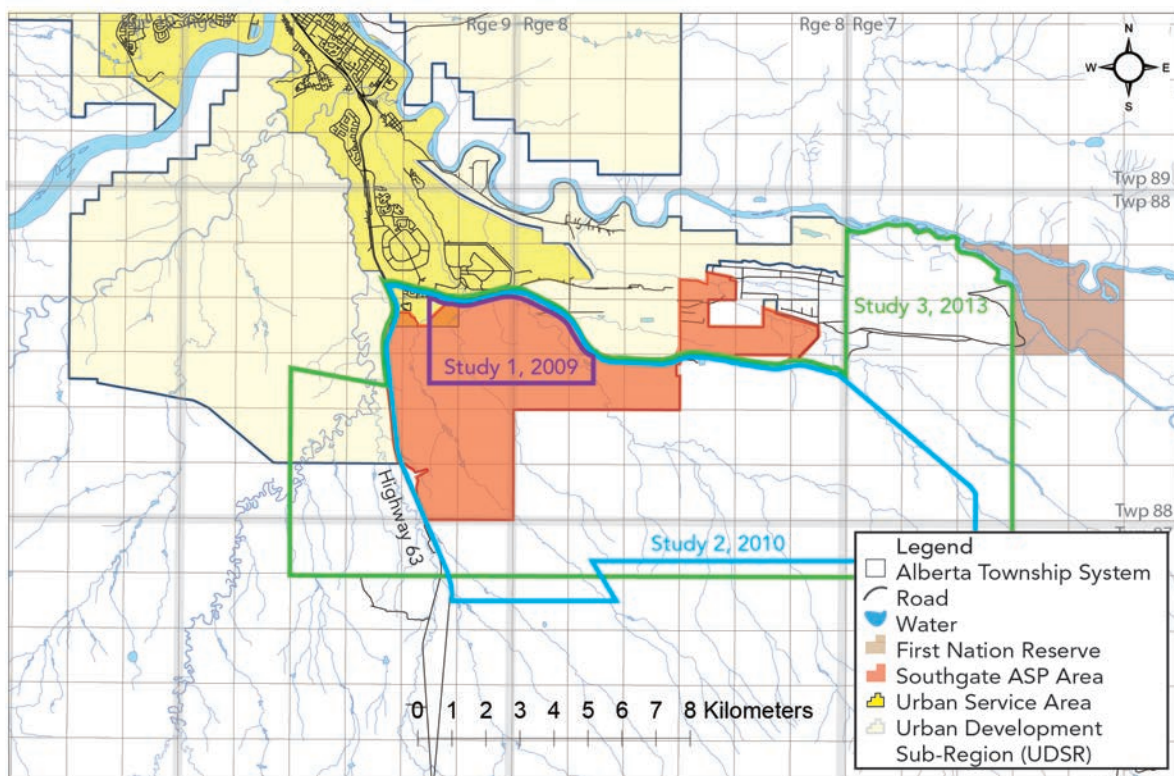 Rge 9 Rge 8
Rge 8 Rge 7
N
W E
S
Twp 89
Twp 88
Study 3, 2013
Study 1, 2009
Highway 63
Twp 88
Study 2, 2010
Legend
Alberta Township System
Road
Water
First Nation Reserve
Southgate ASP Area
Urban Service Area
Urban Development
Sub-Region (UDSR)
0 1 2 3 4 5 6 7 8 Kilometers